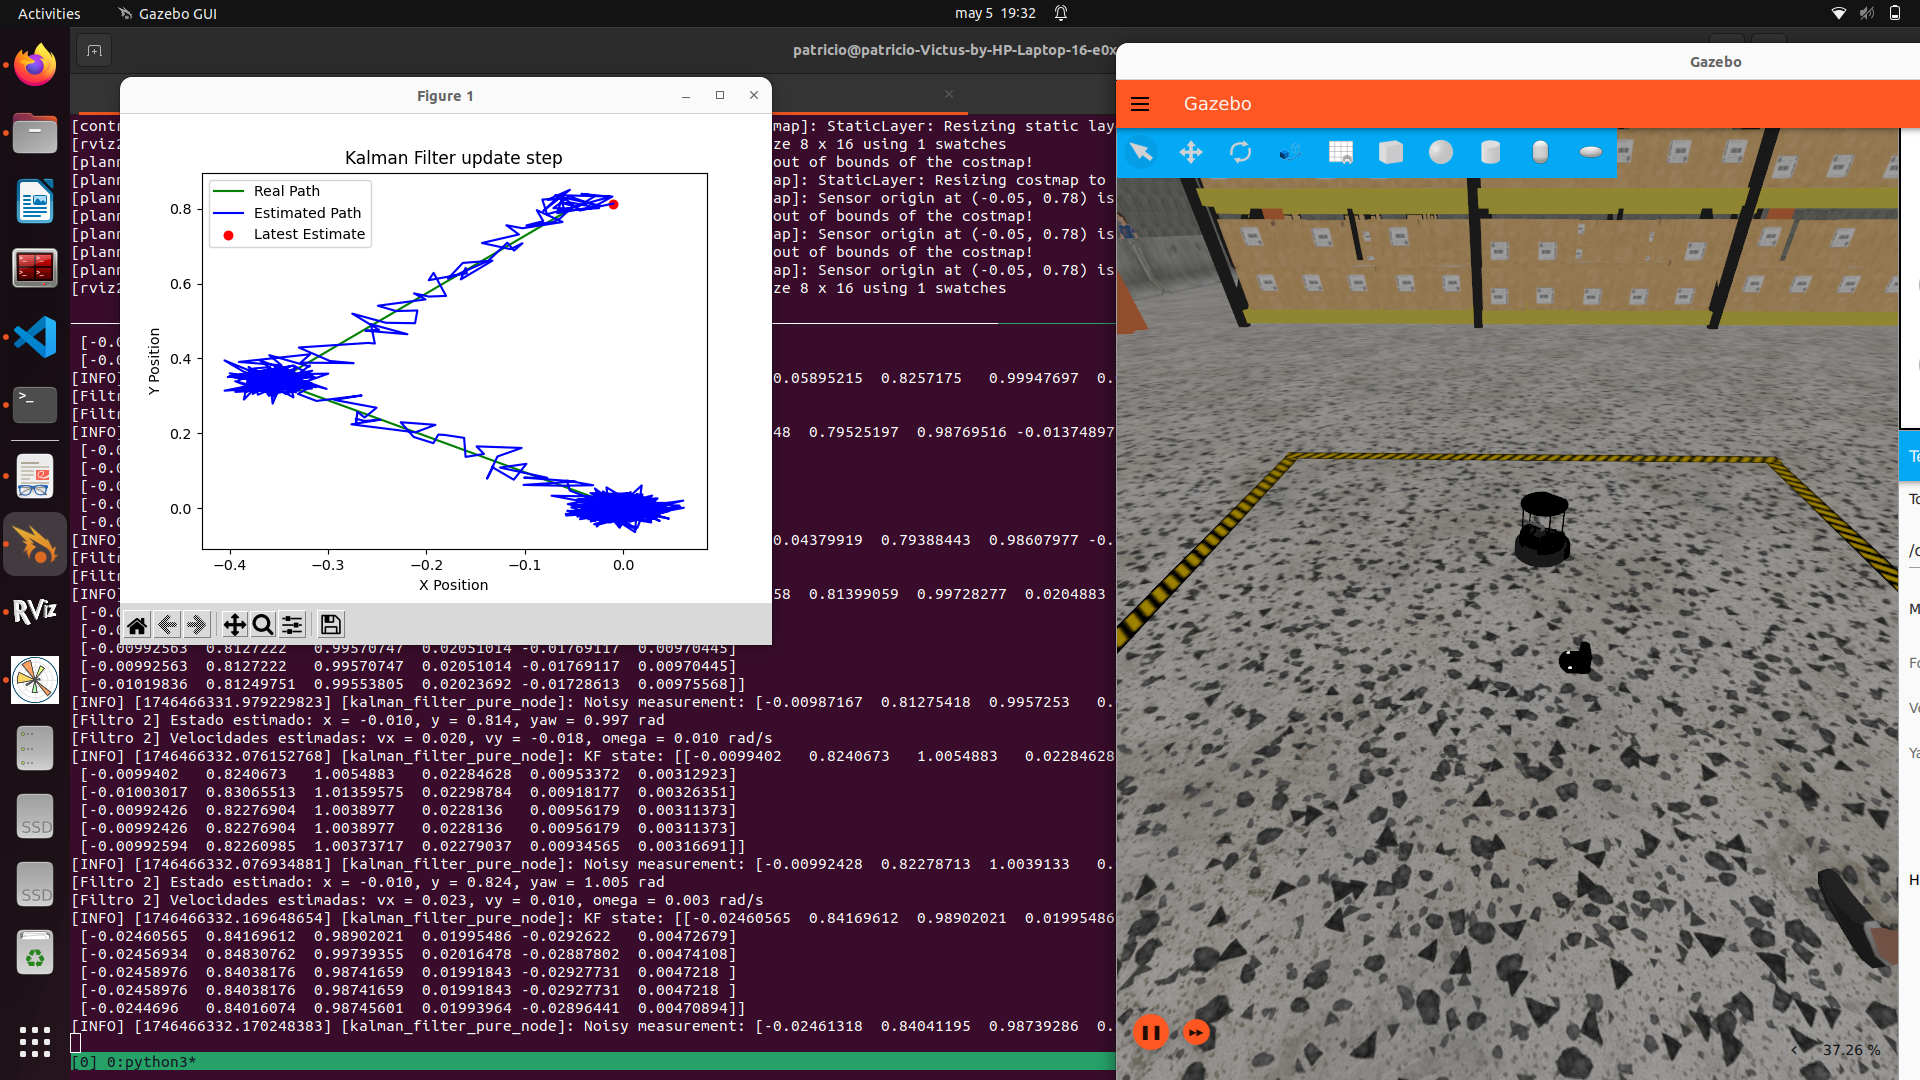 Activities
Gazebo GUI
may 5 19:32
patricio@patricio-Victus-by-HP-Laptop-16-e0x
Figure 1
Kalman Filter update step
Real Path
Estimated Path
Latest Estimate
0.8
0.6
0.4
0.2
0.0
−0.4
−0.3
−0.2
−0.1
0.0
X Position
Y Position
[contr
[rviz2
[plann
[plann
[plann
[plann
[plann
[plann
[plann
[rviz2
map]: StaticLayer: Resizing static lay
ze 8 x 16 using 1 swatches
out of bounds of the costmap!
ap]: StaticLayer: Resizing costmap to
ap]: Sensor origin at (-0.05, 0.78) is
out of bounds of the costmap!
ap]: Sensor origin at (-0.05, 0.78) is
out of bounds of the costmap!
ap]: Sensor origin at (-0.05, 0.78) is
ze 8 x 16 using 1 swatches
[-0.0
[-0.0
[INFO] 0.05895215 0.8257175 0.99947697 0.
[Filtr
[Filtr
[INFO] 48 0.79525197 0.98769516 -0.01374897
[-0.0
[-0.0
[-0.0
[-0.0
[-0.0
[INFO] 0.04379919 0.79388443 0.98607977 -0.
[Filtr
[Filtr
[INFO] 58 0.81399059 0.99728277 0.0204883
[-0.0
[-0.0
[-0.00992563 0.8127222 0.99570747 0.02051014 -0.01769117 0.00970445]
[-0.00992563 0.8127222 0.99570747 0.02051014 -0.01769117 0.00970445]
[-0.01019836 0.81249751 0.99553805 0.02023692 -0.01728613 0.00975568]]
[INFO] [1746466331.979229823] [kalman_filter_pure_node]: Noisy measurement: [-0.00987167 0.81275418 0.9957253 0.
[Filtro 2] Estado estimado: x = -0.010, y = 0.814, yaw = 0.997 rad
[Filtro 2] Velocidades estimadas: vx = 0.020, vy = -0.018, omega = 0.010 rad/s
[INFO] [1746466332.076152768] [kalman_filter_pure_node]: KF state: [[-0.0099402 0.8240673 1.0054883 0.02284628
[-0.0099402 0.8240673 1.0054883 0.02284628 0.00953372 0.00312923]
[-0.01003017 0.83065513 1.01359575 0.02298784 0.00918177 0.00326351]
[-0.00992426 0.82276904 1.0038977 0.0228136 0.00956179 0.00311373]
[-0.00992426 0.82276904 1.0038977 0.0228136 0.00956179 0.00311373]
[-0.00992594 0.82260985 1.00373717 0.02279037 0.00934565 0.00316691]]
[INFO] [1746466332.076934881] [kalman_filter_pure_node]: Noisy measurement: [-0.00992428 0.82278713 1.0039133 0.
[Filtro 2] Estado estimado: x = -0.010, y = 0.824, yaw = 1.005 rad
[Filtro 2] Velocidades estimadas: vx = 0.023, vy = 0.010, omega = 0.003 rad/s
[INFO] [1746466332.169648654] [kalman_filter_pure_node]: KF state: [[-0.02460565 0.84169612 0.98902021 0.01995486
[-0.02460565 0.84169612 0.98902021 0.01995486 -0.0292622 0.00472679]
[-0.02456934 0.84830762 0.99739355 0.02016478 -0.02887802 0.00474108]
[-0.02458976 0.84038176 0.98741659 0.01991843 -0.02927731 0.0047218 ]
[-0.02458976 0.84038176 0.98741659 0.01991843 -0.02927731 0.0047218 ]
[-0.0244696 0.84016074 0.98745601 0.01993964 -0.02896441 0.00470894]]
[INFO] [1746466332.170248383] [kalman_filter_pure_node]: Noisy measurement: [-0.02461318 0.84041195 0.98739286 0.
[0] 0:python3*
Gazebo
Gazebo
Te
To
/c
M
Fo
Ve
Ya
H
37.26 %
RViz
SSD
SSD